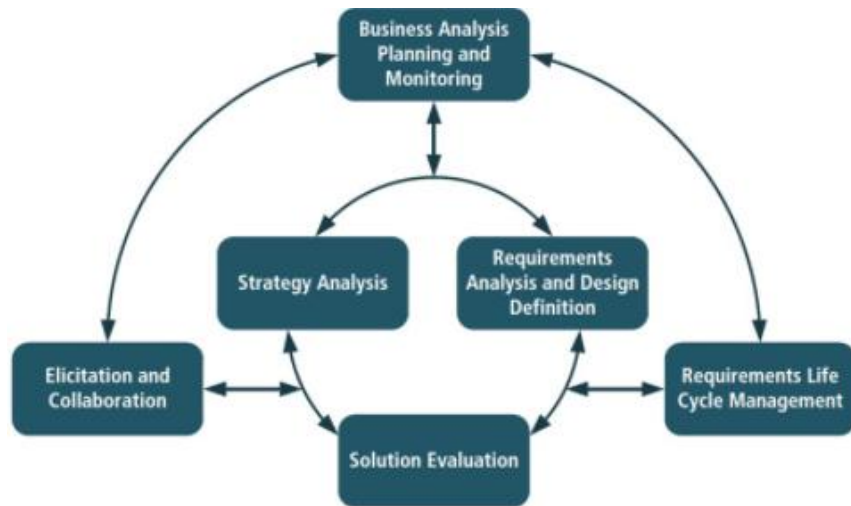 Business Analysis
Planning and
Monitoring
Strategy Analysis
Requirements
Analysis and Design
Definition
Elicitation and
Collaboration
Requirements Life
Cycle Management
Solution Evaluation